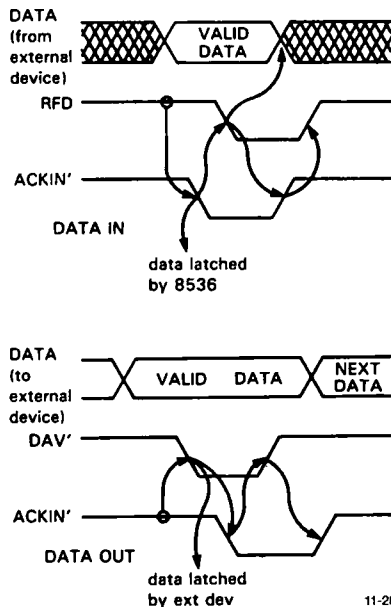 DATA
(from
external
device)
VALID
DATA
RFD
ACKIN'
DATA IN
data latched
by 8536
DATA
(to
external
device)
VALID DATA
NEXT
DATA
DAV'
ACKIN'
DATA OUT
data latched
by ext dev